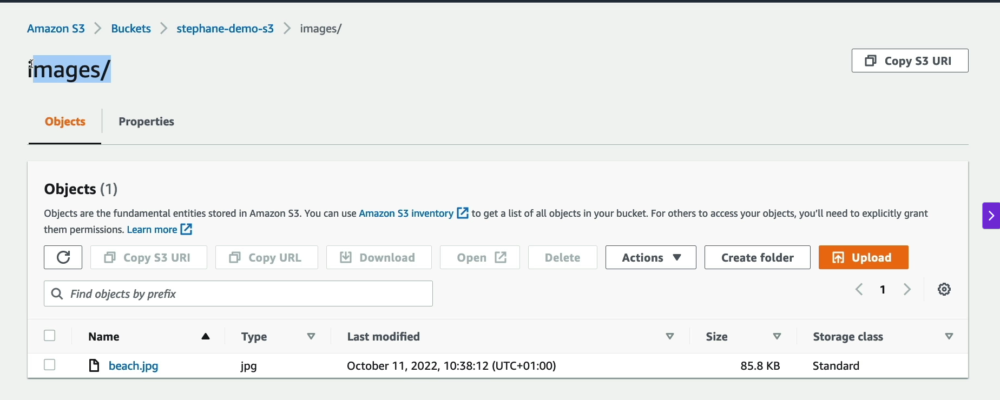 Amazon S3 > Buckets > stephane-demo-s3 > images/
images/
Copy S3 URI
Objects Properties
Objects (1)
Objects are the fundamental entities stored in Amazon S3. You can use Amazon S3 inventory to get a list of all objects in your bucket. For others to access your objects, you'll need to explicitly grant
them permissions. Learn more
Copy S3 URI Copy URL Download Open Delete Actions Create folder Upload
Find objects by prefix
1
Name Type Last modified Size Storage class
beach.jpg jpg October 11, 2022, 10:38:12 (UTC+01:00) 85.8 KB Standard